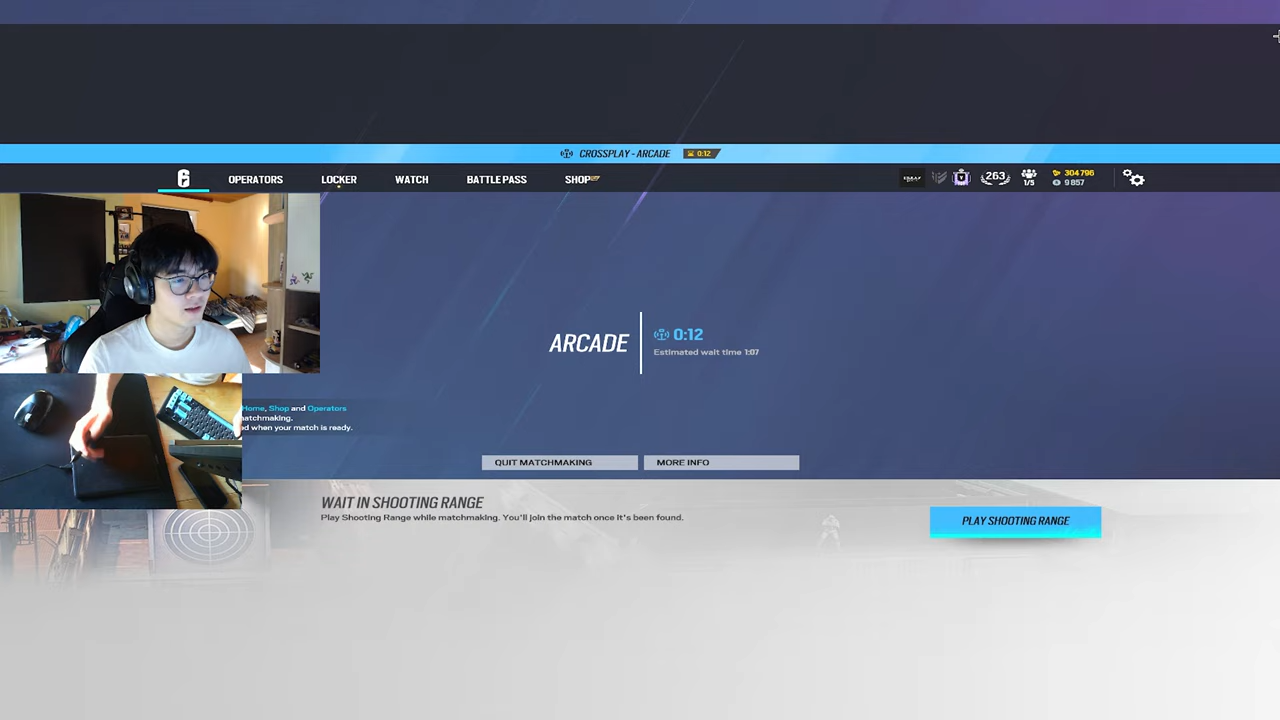 CROSSPLAY - ARCADE 0:12
OPERATORS LOCKER WATCH BATTLE PASS SHOP
263 1/5 304 796
9 857
ARCADE 0:12
Estimated wait time 1:07
Home, Shop and Operators
matchmaking.
ed when your match is ready.
QUIT MATCHMAKING MORE INFO
WAIT IN SHOOTING RANGE
Play Shooting Range while matchmaking. You'll join the match once it's been found.
PLAY SHOOTING RANGE